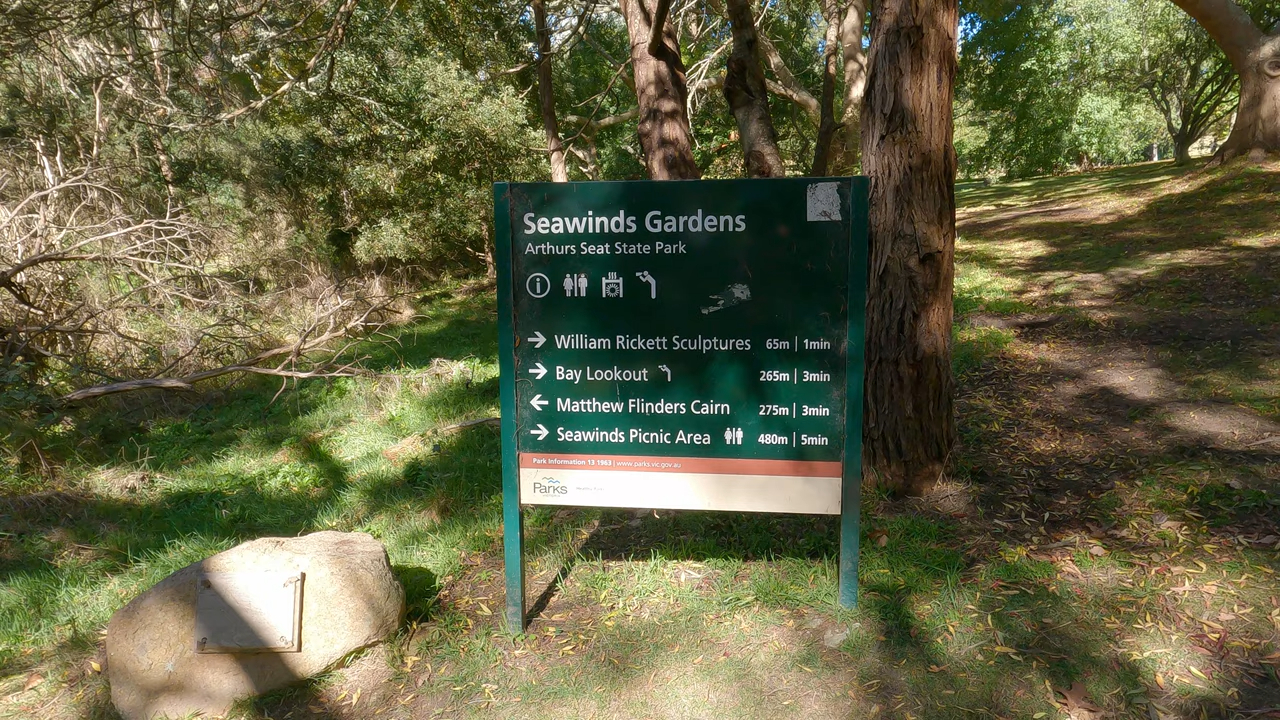 Seawinds Gardens
Arthurs Seat State Park
William Rickett Sculptures 65m | 1min
Bay Lookout 265m | 3min
Matthew Flinders Cairn 275m | 3min
Seawinds Picnic Area 480m | 5min
Park Information 13 1963 | www.parks.vic.gov.au
Parks